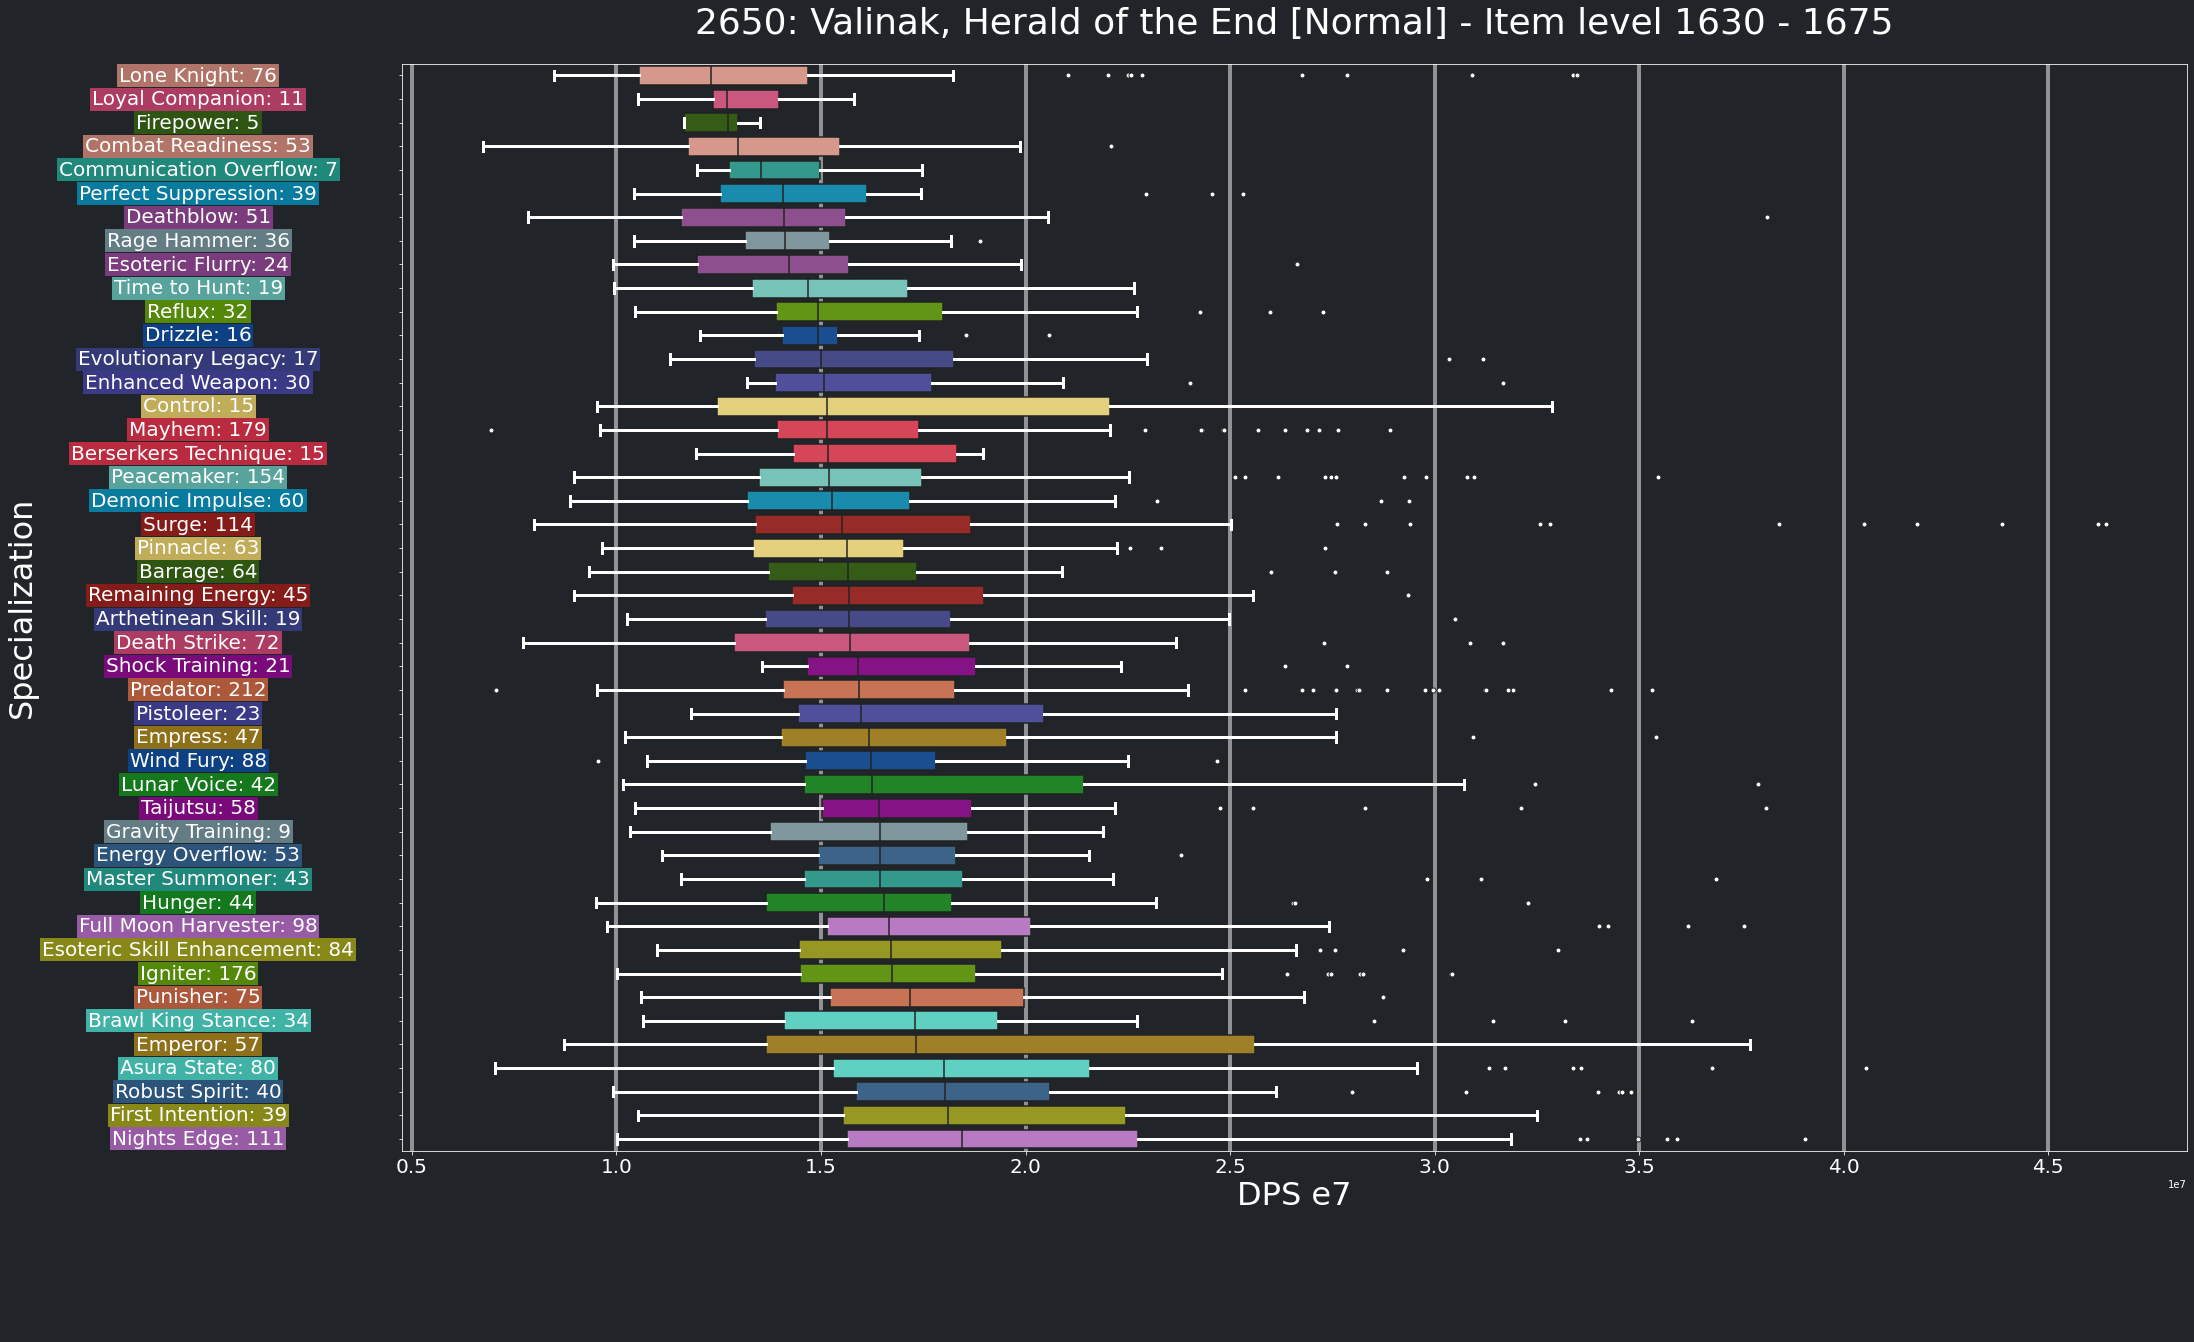 2650: Valinak, Herald of the End [Normal] - Item level 1630 - 1675
Specialization
Lone Knight: 76
Loyal Companion: 11
Firepower: 5
Combat Readiness: 53
Communication Overflow: 7
Perfect Suppression: 39
Deathblow: 51
Rage Hammer: 36
Esoteric Flurry: 24
Time to Hunt: 19
Reflux: 32
Drizzle: 16
Evolutionary Legacy: 17
Enhanced Weapon: 30
Control: 15
Mayhem: 179
Berserkers Technique: 15
Peacemaker: 154
Demonic Impulse: 60
Surge: 114
Pinnacle: 63
Barrage: 64
Remaining Energy: 45
Arthetinean Skill: 19
Death Strike: 72
Shock Training: 21
Predator: 212
Pistoleer: 23
Empress: 47
Wind Fury: 88
Lunar Voice: 42
Taijutsu: 58
Gravity Training: 9
Energy Overflow: 53
Master Summoner: 43
Hunger: 44
Full Moon Harvester: 98
Esoteric Skill Enhancement: 84
Igniter: 176
Punisher: 75
Brawl King Stance: 34
Emperor: 57
Asura State: 80
Robust Spirit: 40
First Intention: 39
Nights Edge: 111
0.5 1.0 1.5 2.0 2.5 3.0 3.5 4.0 4.5
1e7
DPS e7